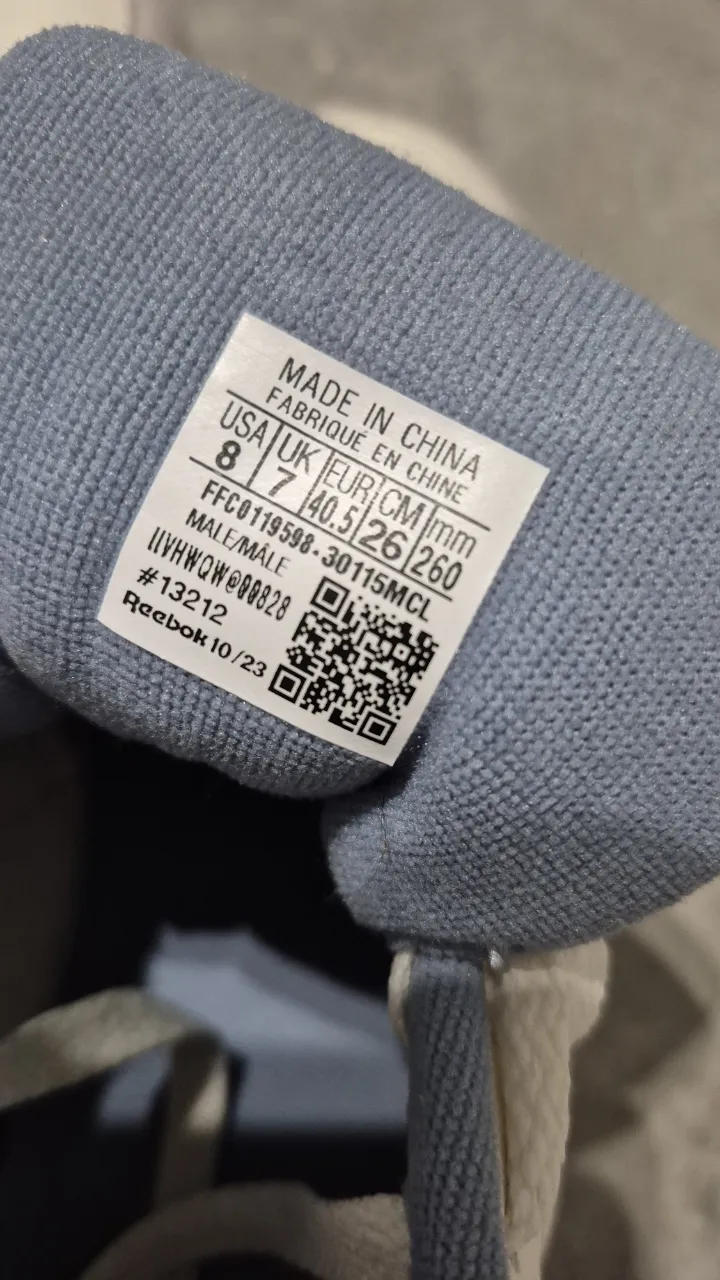 MADE IN CHINA
FABRIQUÉ EN CHINE
USA UK EUR CM mm
8 7 40.5 26 260
FFC0119598-30115MCL
MALE/MÂLE
IIVHWQW@00828
#13212
Reebok 10/23